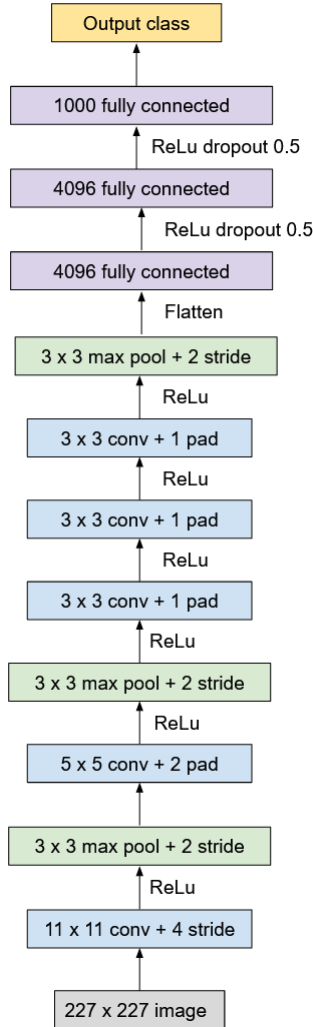 Output class
1000 fully connected
ReLu dropout 0.5
4096 fully connected
ReLu dropout 0.5
4096 fully connected
Flatten
3 x 3 max pool + 2 stride
ReLu
3 x 3 conv + 1 pad
ReLu
3 x 3 conv + 1 pad
ReLu
3 x 3 conv + 1 pad
ReLu
3 x 3 max pool + 2 stride
ReLu
5 x 5 conv + 2 pad
3 x 3 max pool + 2 stride
ReLu
11 x 11 conv + 4 stride
227 x 227 image